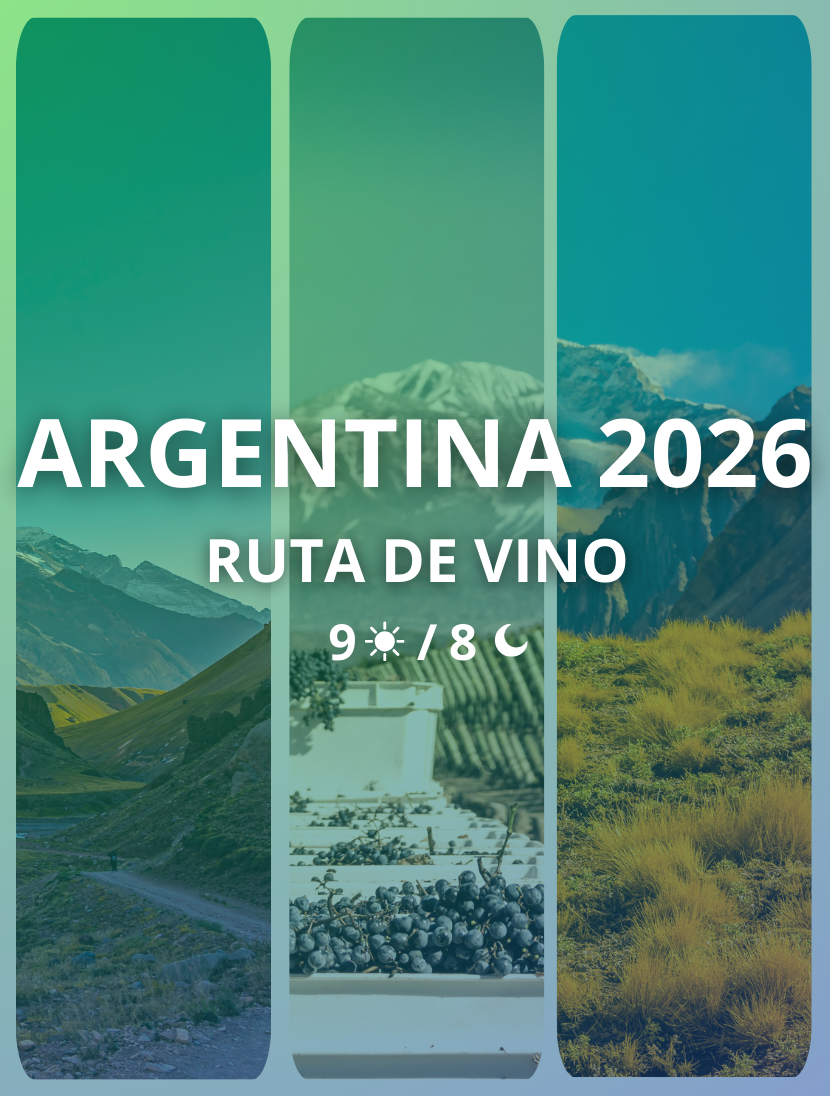 ARGENTINA 2026
RUTA DE VINO
9 ☀ / 8 ☾